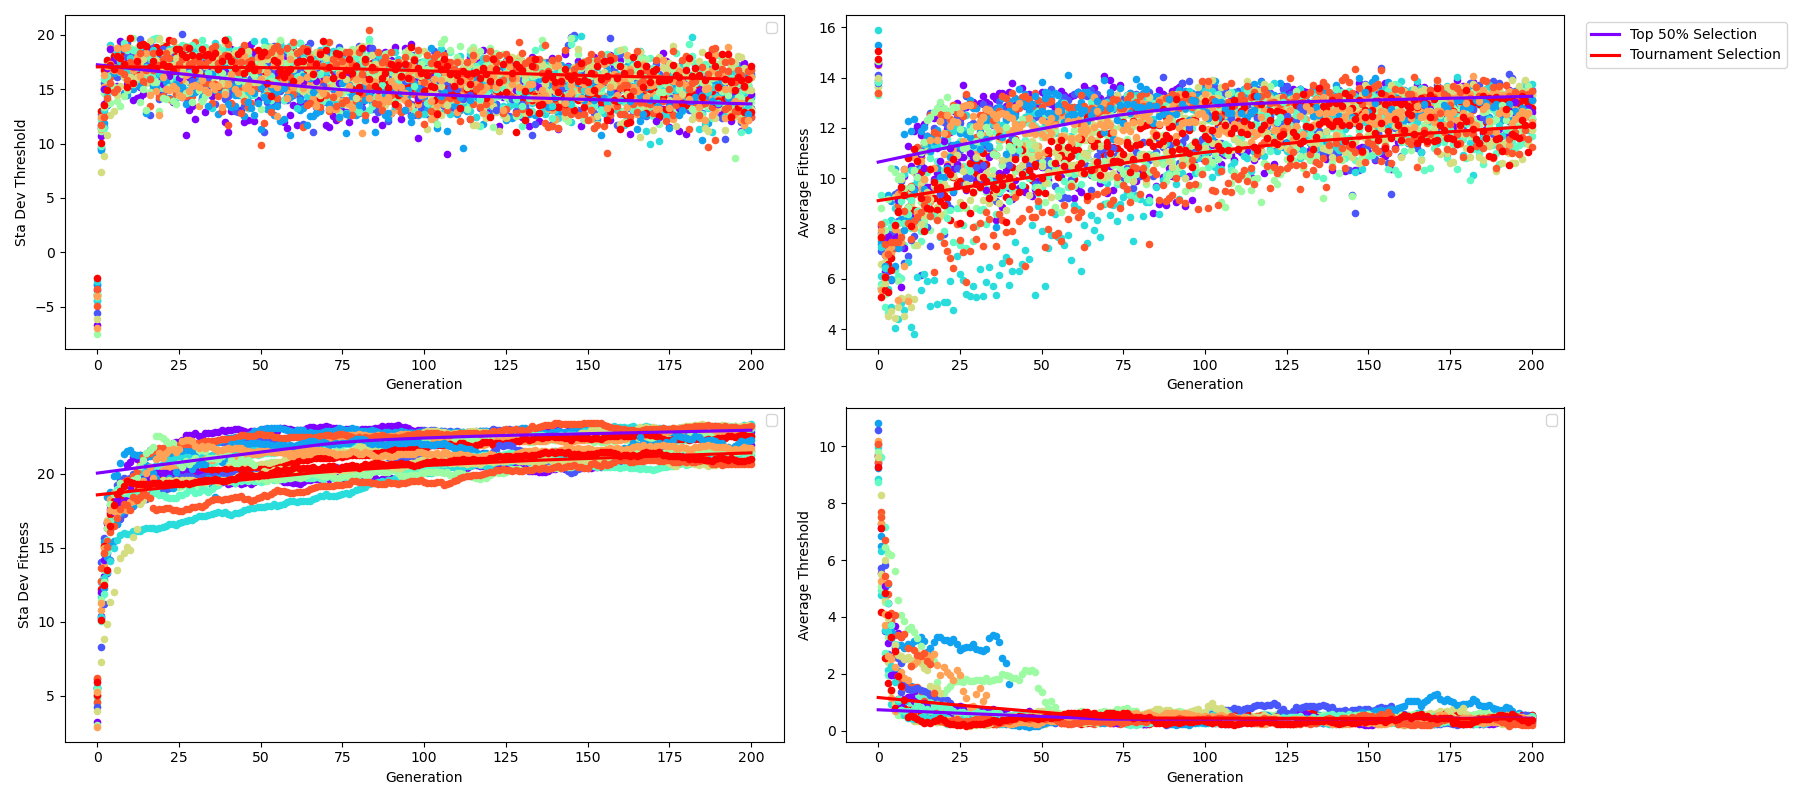 20
15
10
5
0
−5
Sta Dev Threshold
0 25 50 75 100 125 150 175 200
Generation
16
14
12
10
8
6
4
Average Fitness
0 25 50 75 100 125 150 175 200
Generation
Top 50% Selection
Tournament Selection
20
15
10
5
Sta Dev Fitness
0 25 50 75 100 125 150 175 200
Generation
10
8
6
4
2
0
Average Threshold
0 25 50 75 100 125 150 175 200
Generation